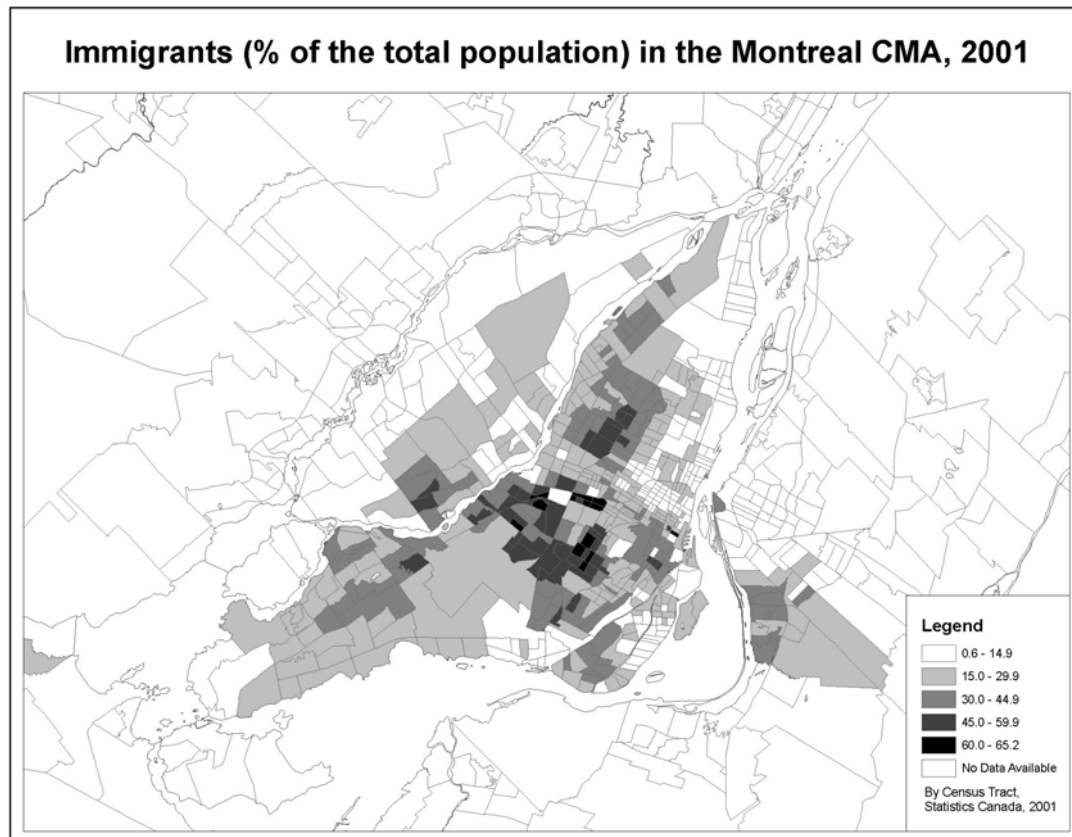 Immigrants (% of the total population) in the Montreal CMA, 2001
Legend
0.6 - 14.9
15.0 - 29.9
30.0 - 44.9
45.0 - 59.9
60.0 - 65.2
No Data Available
By Census Tract,
Statistics Canada, 2001